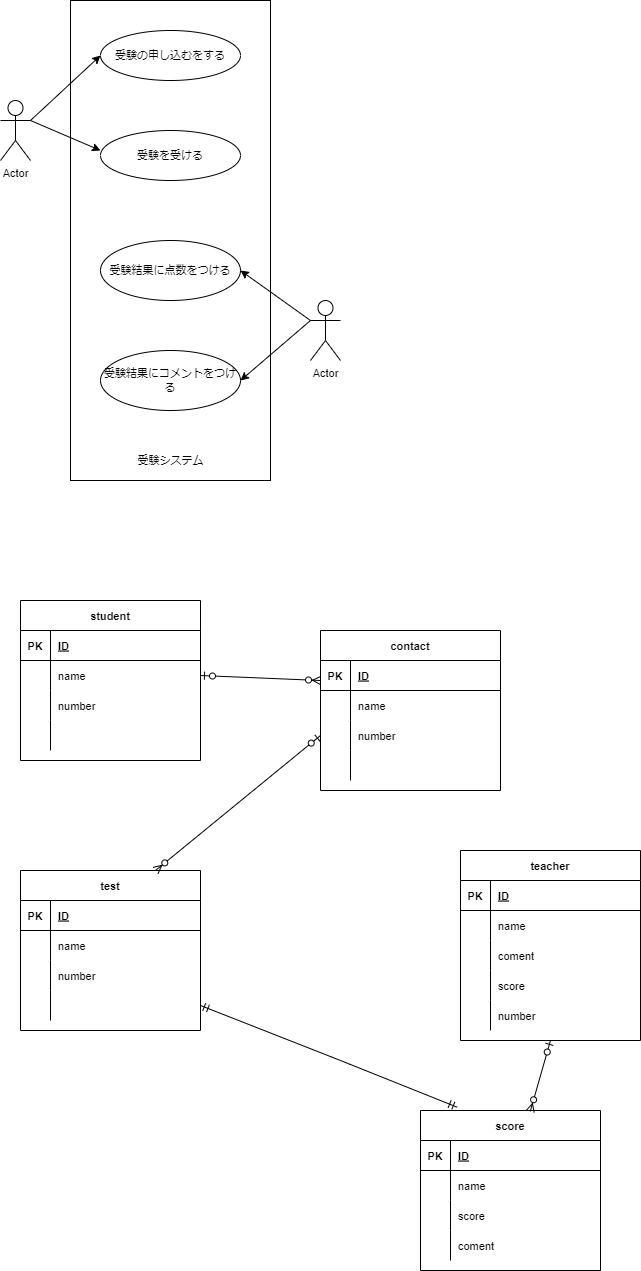 受験の申し込むをする
受験を受ける
Actor
受験結果に点数をつける
Actor
受験結果にコメントをつけ
る
受験システム
student
PK ID
name
number
contact
PK ID
name
number
test
PK ID
name
number
teacher
PK ID
name
coment
score
number
score
PK ID
name
score
coment